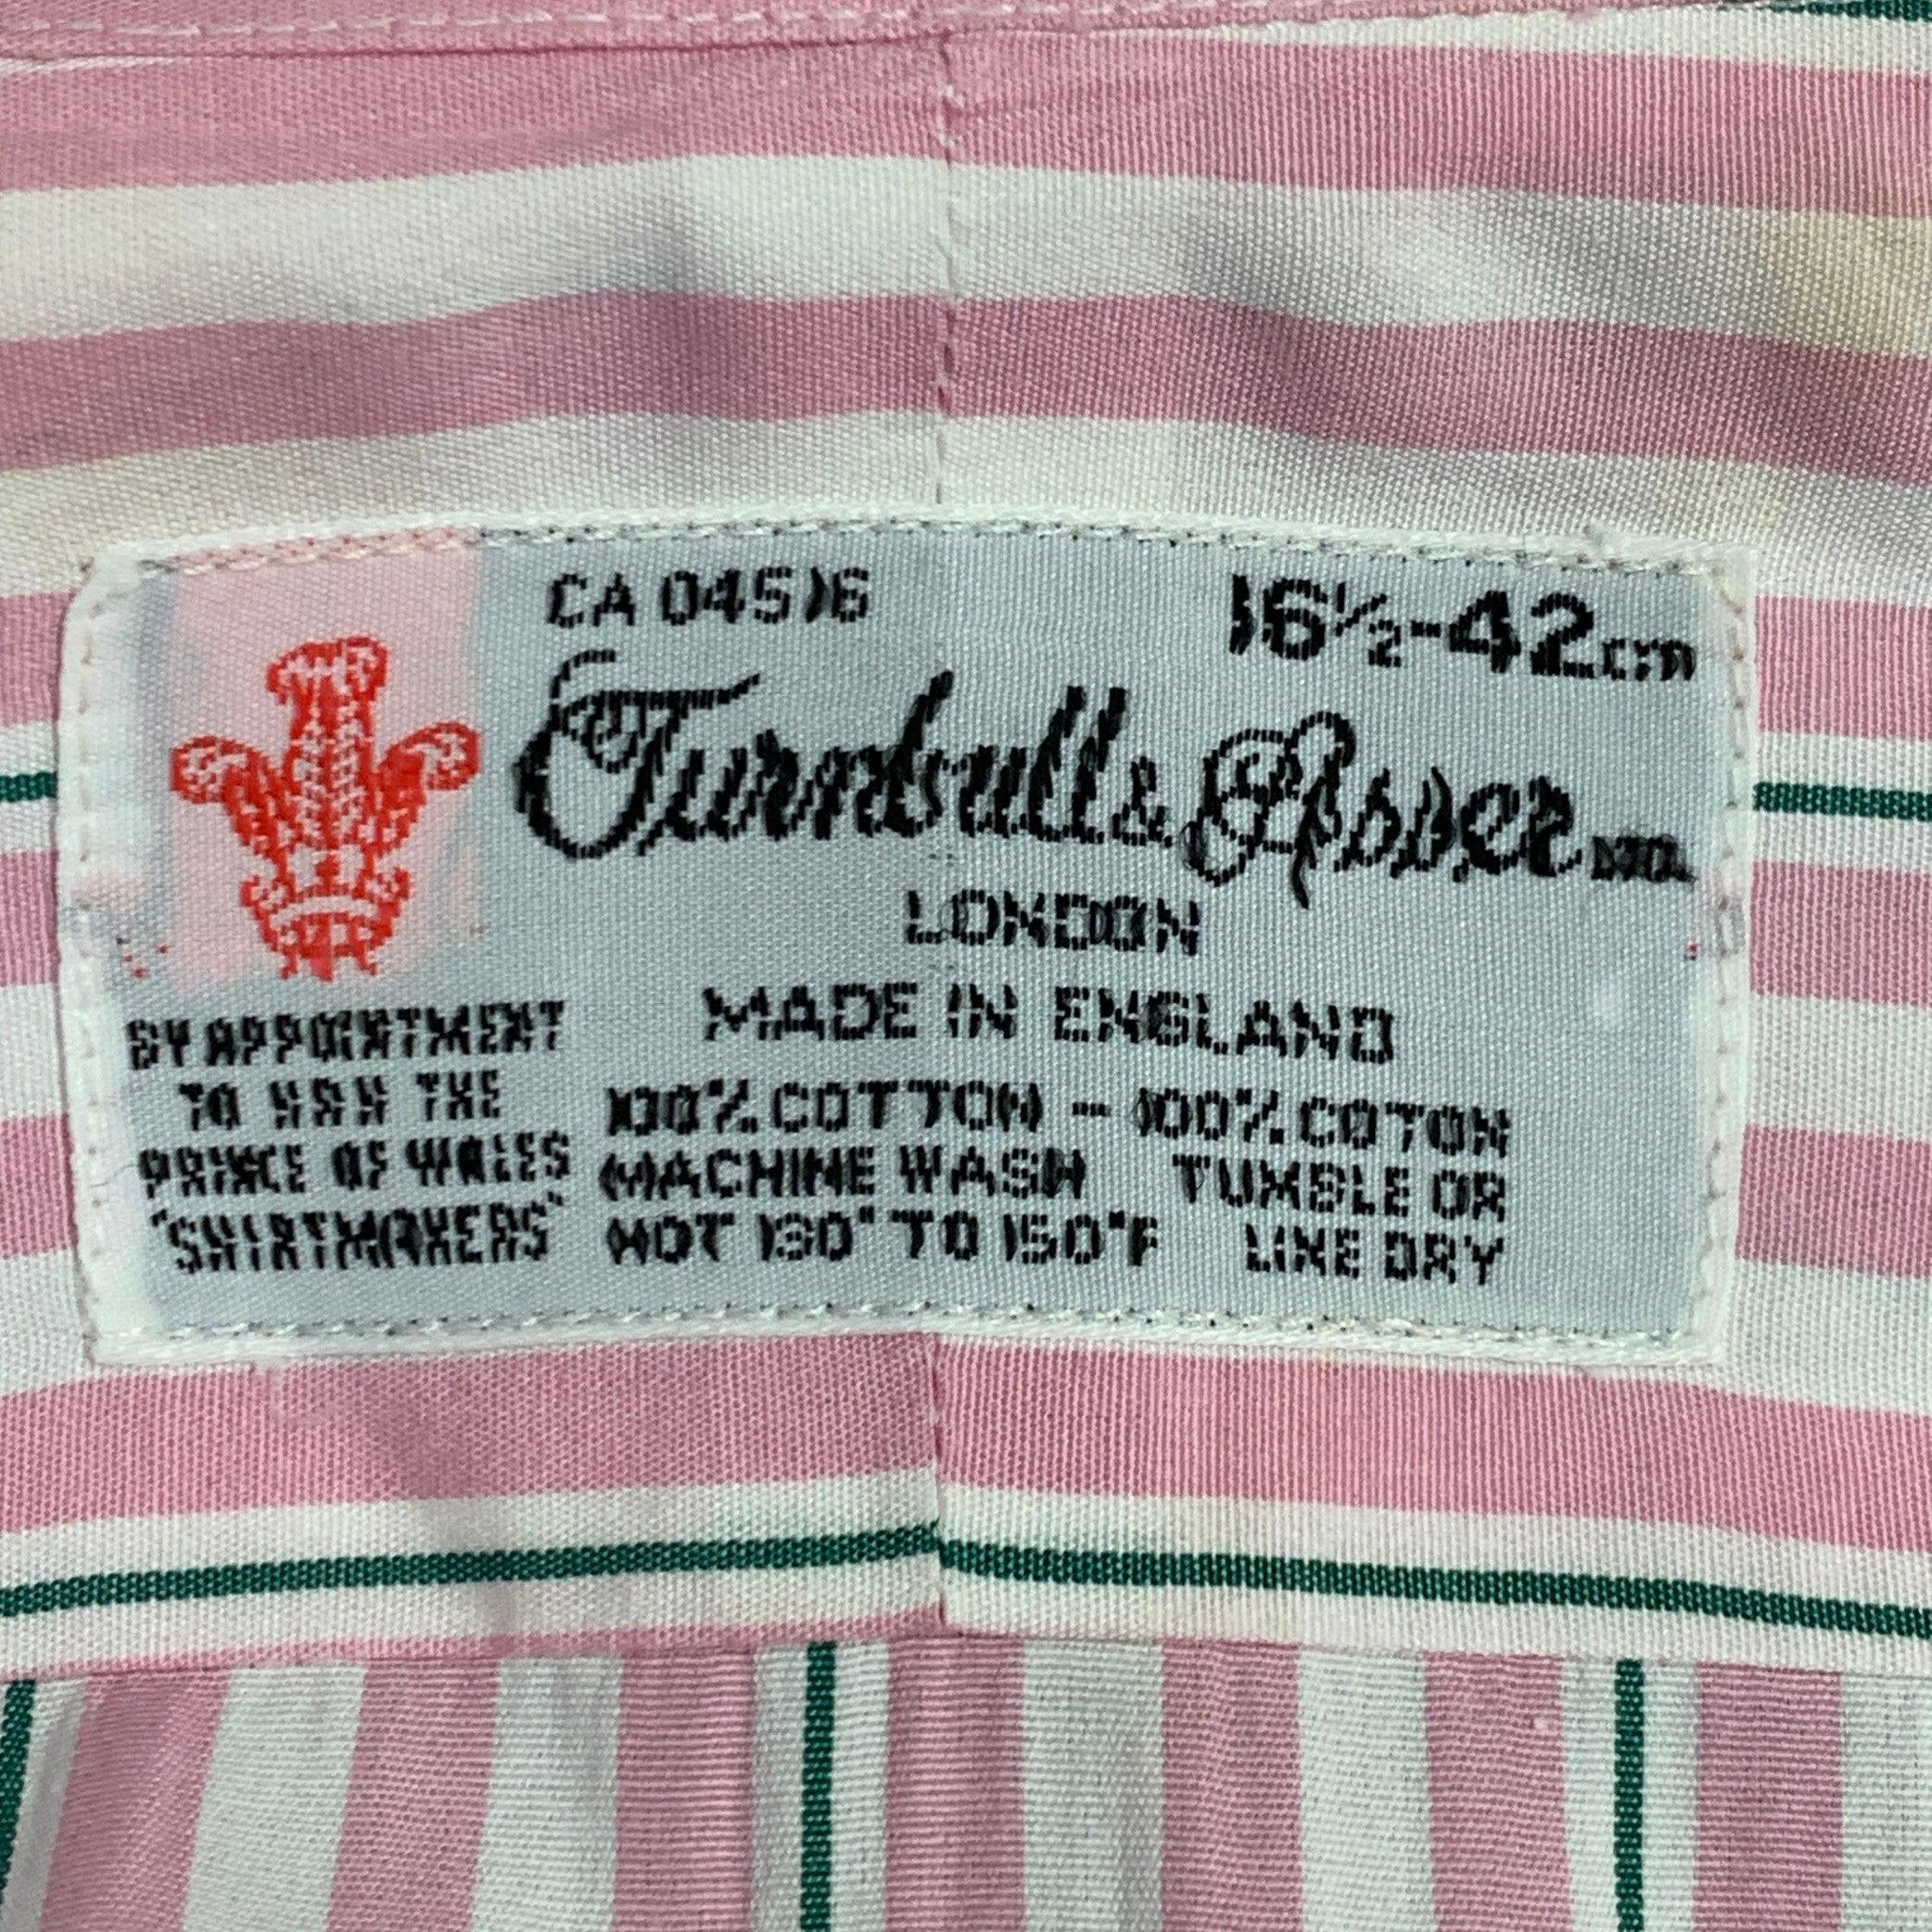 CA 04516
16½-42cm
Turnbull & Asser LTD.
LONDON
MADE IN ENGLAND
BY APPOINTMENT
TO HRH THE
PRINCE OF WALES
"SHIRTMAKERS"
100% COTTON - 100% COTON
MACHINE WASH TUMBLE OR
HOT 130° TO 150°F LINE DRY